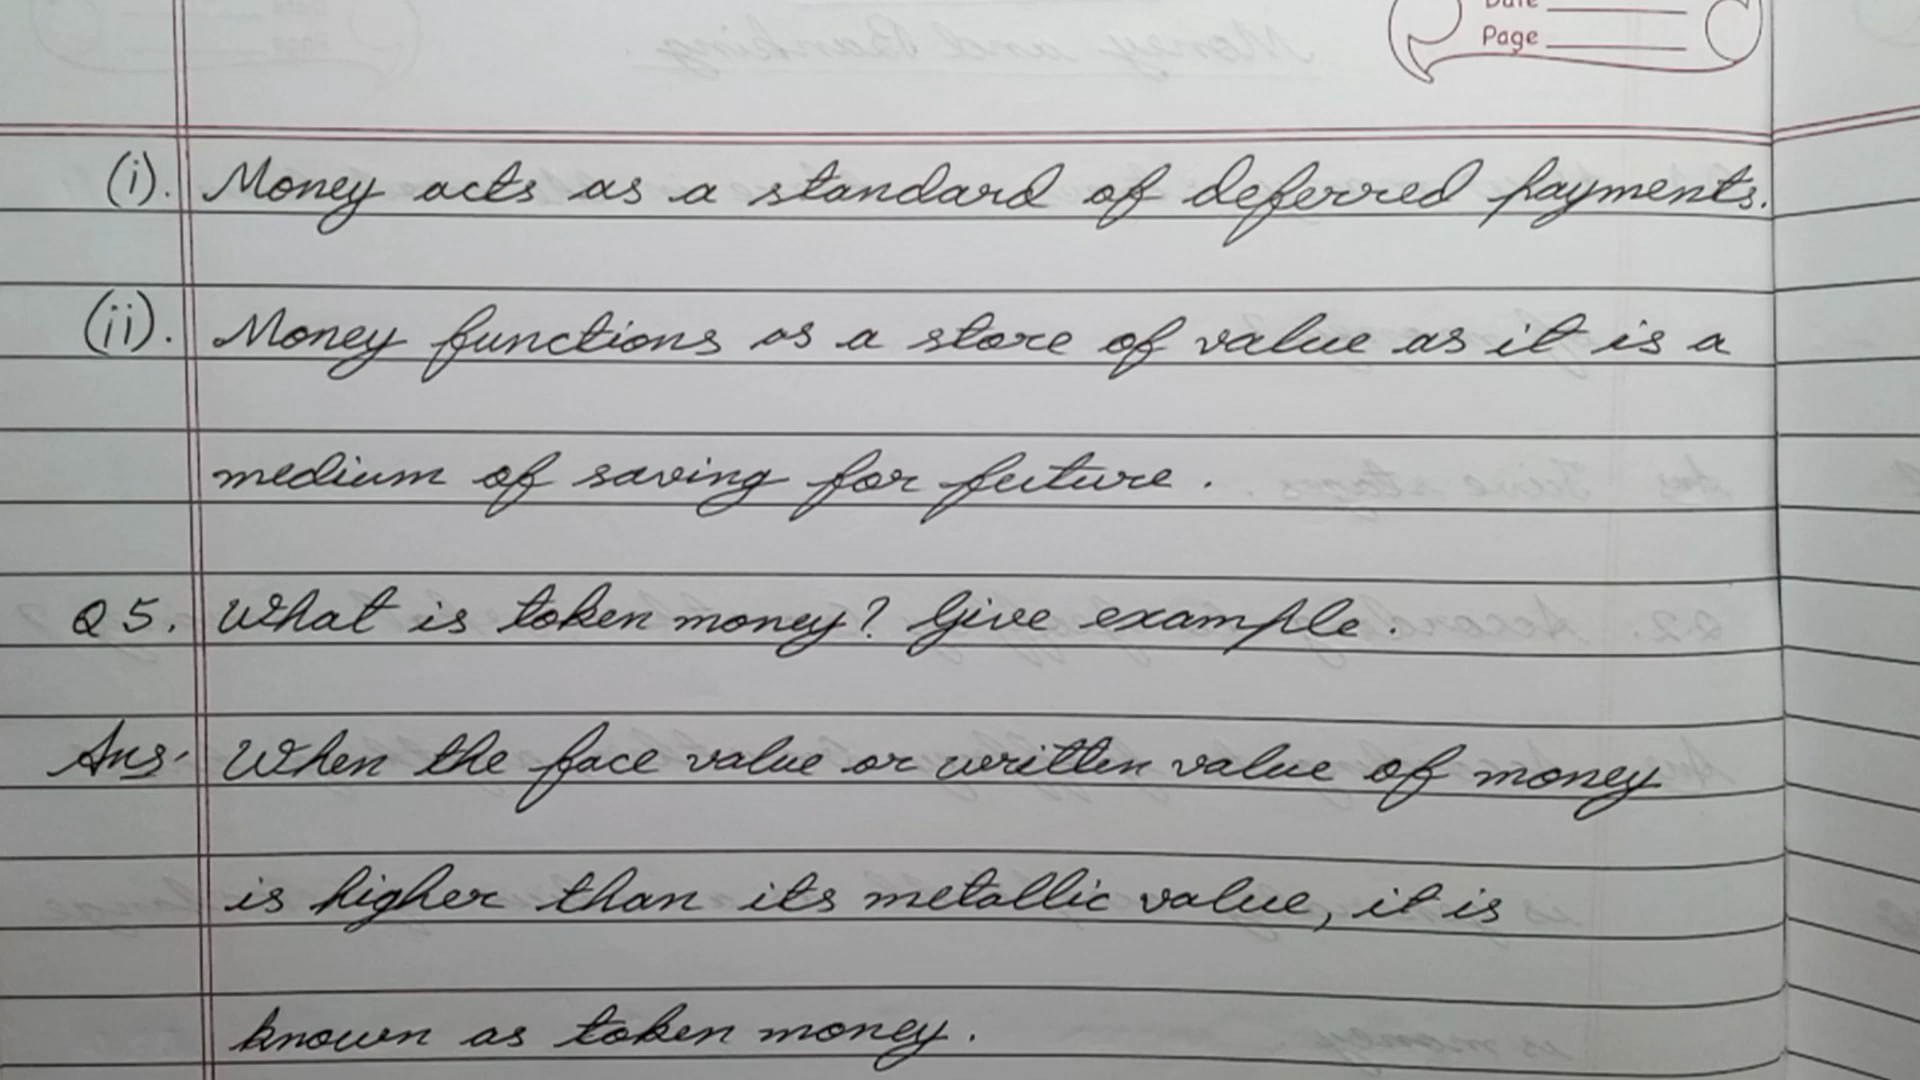 Date
Page
(i). Money acts as a standard of deferred payments.
(ii). Money functions as a store of value as it is a
medium of saving for future.
Q5. What is token money? Give example.
Ans. When the face value or written value of money
is higher than its metallic value, it is
known as token money.